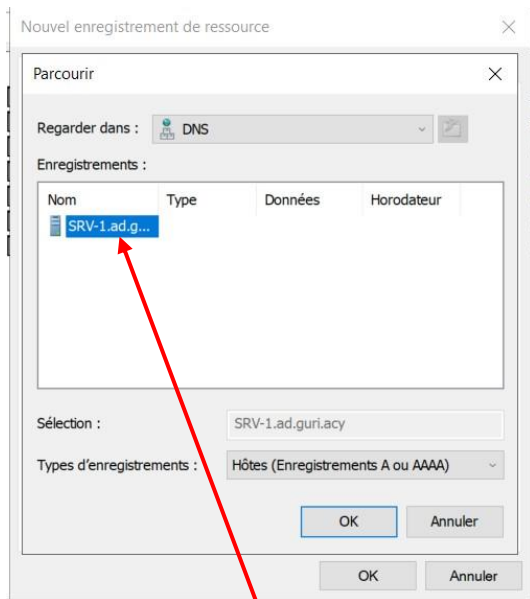 Nouvel enregistrement de ressource
Parcourir
Regarder dans : DNS
Enregistrements :
Nom Type Données Horodateur
SRV-1.ad.g...
Sélection : SRV-1.ad.guri.acy
Types d'enregistrements : Hôtes (Enregistrements A ou AAAA)
OK Annuler
OK Annuler